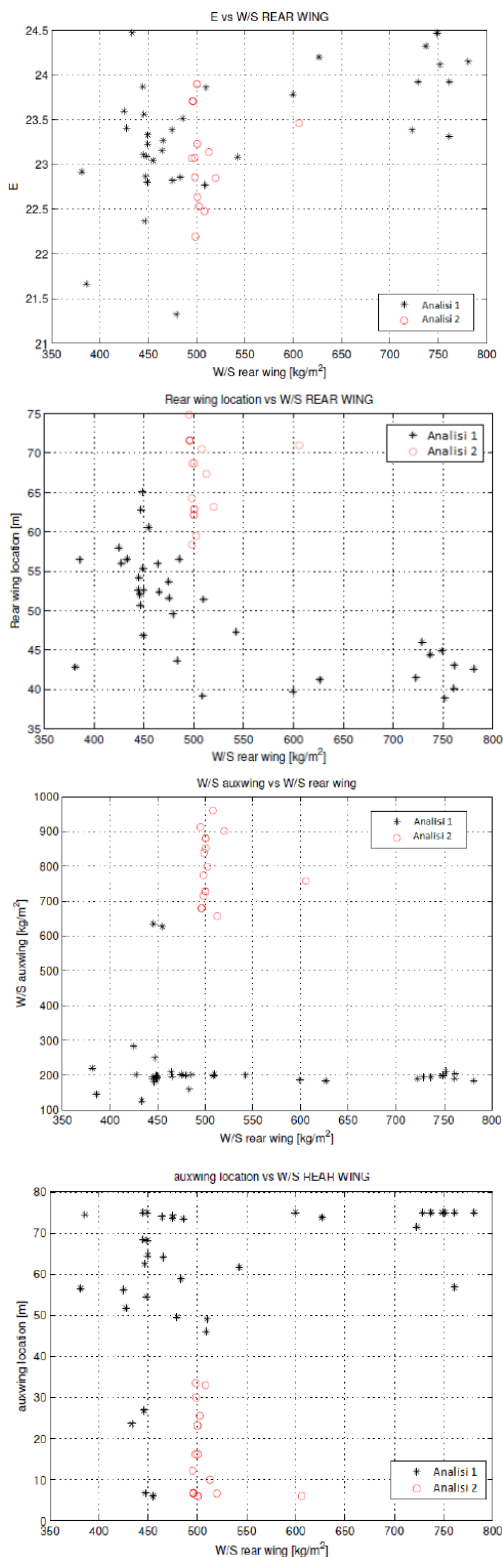 E vs W/S REAR WING
24.5
24
23.5
23
22.5
22
21.5
21
E
Analisi 1
Analisi 2
350 400 450 500 550 600 650 700 750 800
W/S rear wing [kg/m²]
Rear wing location vs W/S REAR WING
75
70
65
60
55
50
45
40
35
Rear wing location [m]
Analisi 1
Analisi 2
350 400 450 500 550 600 650 700 750 800
W/S rear wing [kg/m²]
W/S auxwing vs W/S rear wing
1000
900
800
700
600
500
400
300
200
100
W/S auxwing [kg/m²]
Analisi 1
Analisi 2
350 400 450 500 550 600 650 700 750 800
W/S rear wing [kg/m²]
auxwing location vs W/S REAR WING
80
70
60
50
40
30
20
10
0
auxwing location [m]
Analisi 1
Analisi 2
350 400 450 500 550 600 650 700 750 800
W/S rear wing [kg/m²]